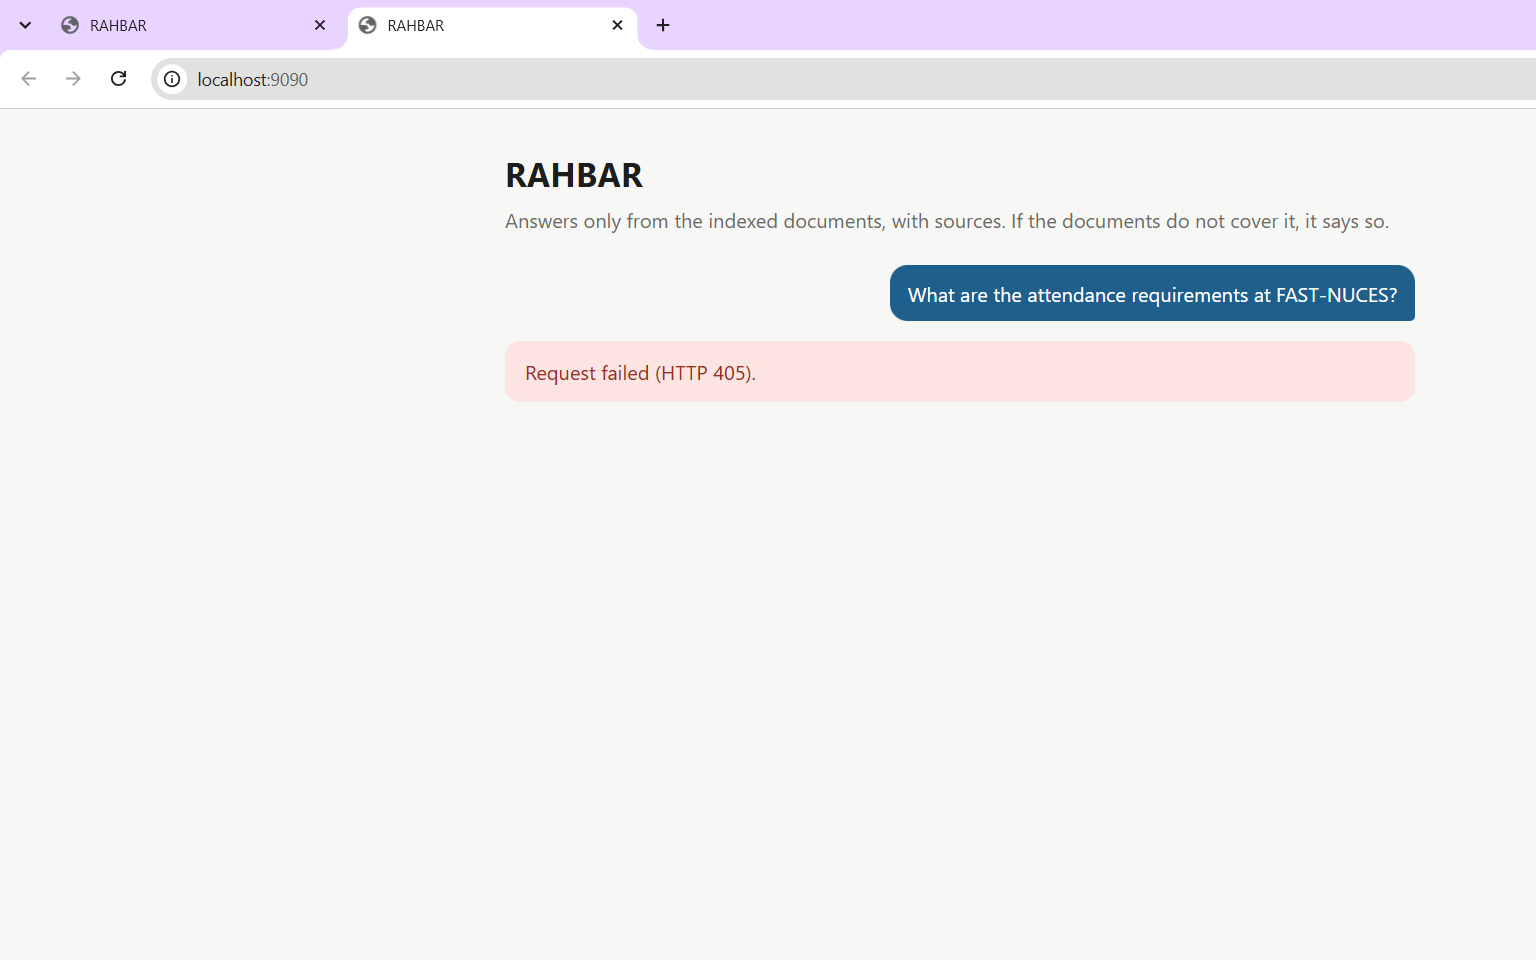 RAHBAR
RAHBAR
localhost:9090
RAHBAR
Answers only from the indexed documents, with sources. If the documents do not cover it, it says so.
What are the attendance requirements at FAST-NUCES?
Request failed (HTTP 405).